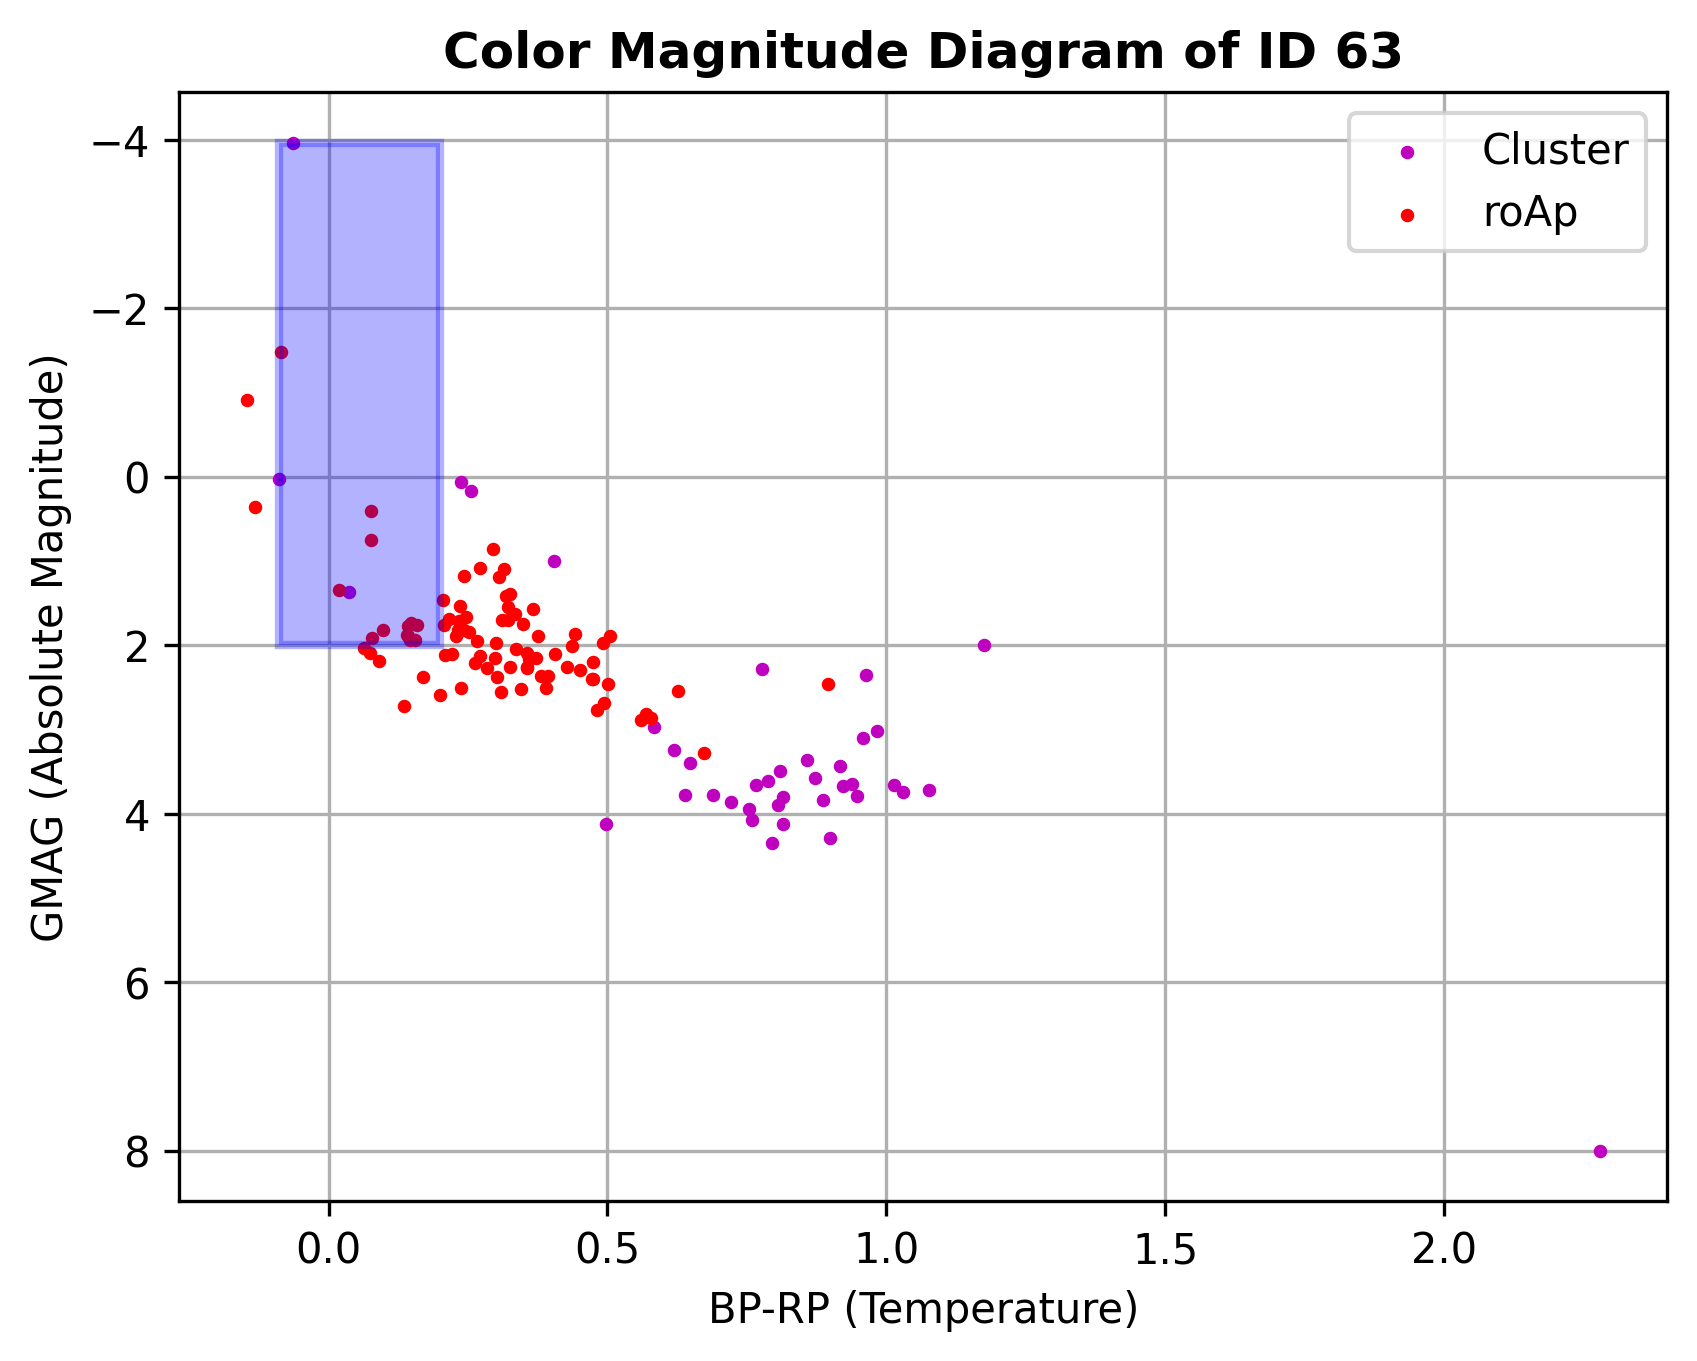 Color Magnitude Diagram of ID 63
Cluster
roAp
−4
−2
0
2
4
6
8
GMAG (Absolute Magnitude)
0.0 0.5 1.0 1.5 2.0
BP-RP (Temperature)